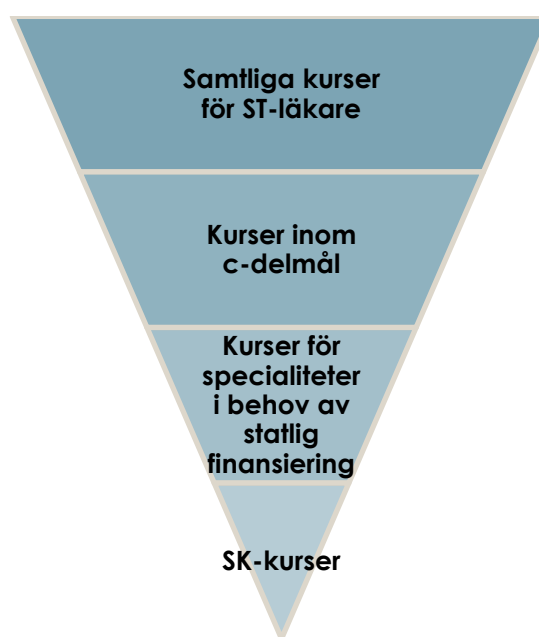 Samtliga kurser
för ST-läkare
Kurser inom
c-delmål
Kurser för
specialiteter
i behov av
statlig
finansiering
SK-kurser